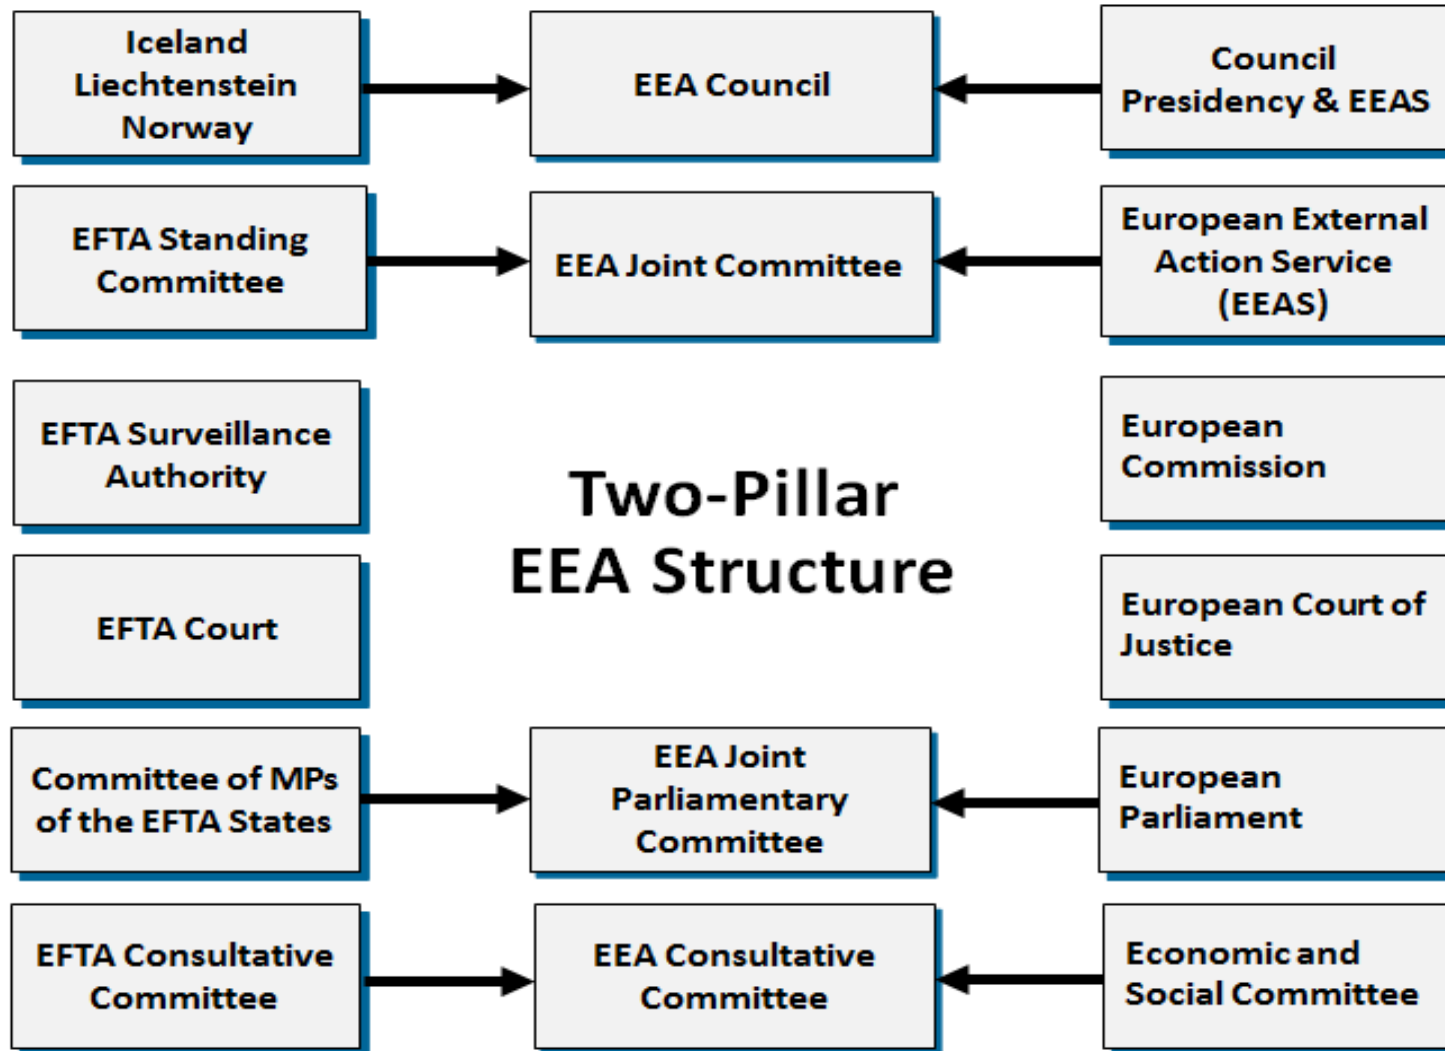 Iceland
Liechtenstein
Norway
EEA Council
Council
Presidency & EEAS
EFTA Standing
Committee
EEA Joint Committee
European External
Action Service
(EEAS)
EFTA Surveillance
Authority
European
Commission
Two-Pillar
EEA Structure
EFTA Court
European Court of
Justice
Committee of MPs
of the EFTA States
EEA Joint
Parliamentary
Committee
European
Parliament
EFTA Consultative
Committee
EEA Consultative
Committee
Economic and
Social Committee